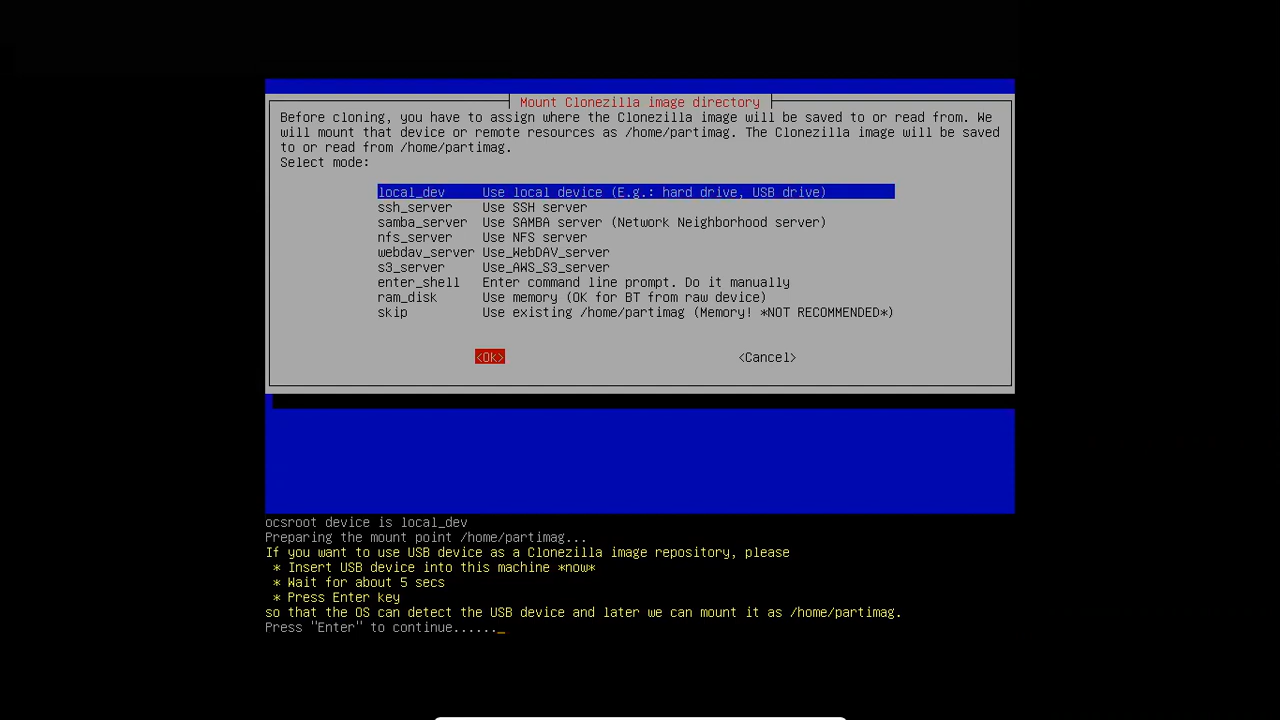 Mount Clonezilla image directory
Before cloning, you have to assign where the Clonezilla image will be saved to or read from. We
will mount that device or remote resources as /home/partimag. The Clonezilla image will be saved
to or read from /home/partimag.
Select mode:
local_dev Use local device (E.g.: hard drive, USB drive)
ssh_server Use SSH server
samba_server Use SAMBA server (Network Neighborhood server)
nfs_server Use NFS server
webdav_server Use_WebDAV_server
s3_server Use_AWS_S3_server
enter_shell Enter command line prompt. Do it manually
ram_disk Use memory (OK for BT from raw device)
skip Use existing /home/partimag (Memory! *NOT RECOMMENDED*)
<Ok> <Cancel>
ocsroot device is local_dev
Preparing the mount point /home/partimag...
If you want to use USB device as a Clonezilla image repository, please
* Insert USB device into this machine *now*
* Wait for about 5 secs
* Press Enter key
so that the OS can detect the USB device and later we can mount it as /home/partimag.
Press "Enter" to continue......_